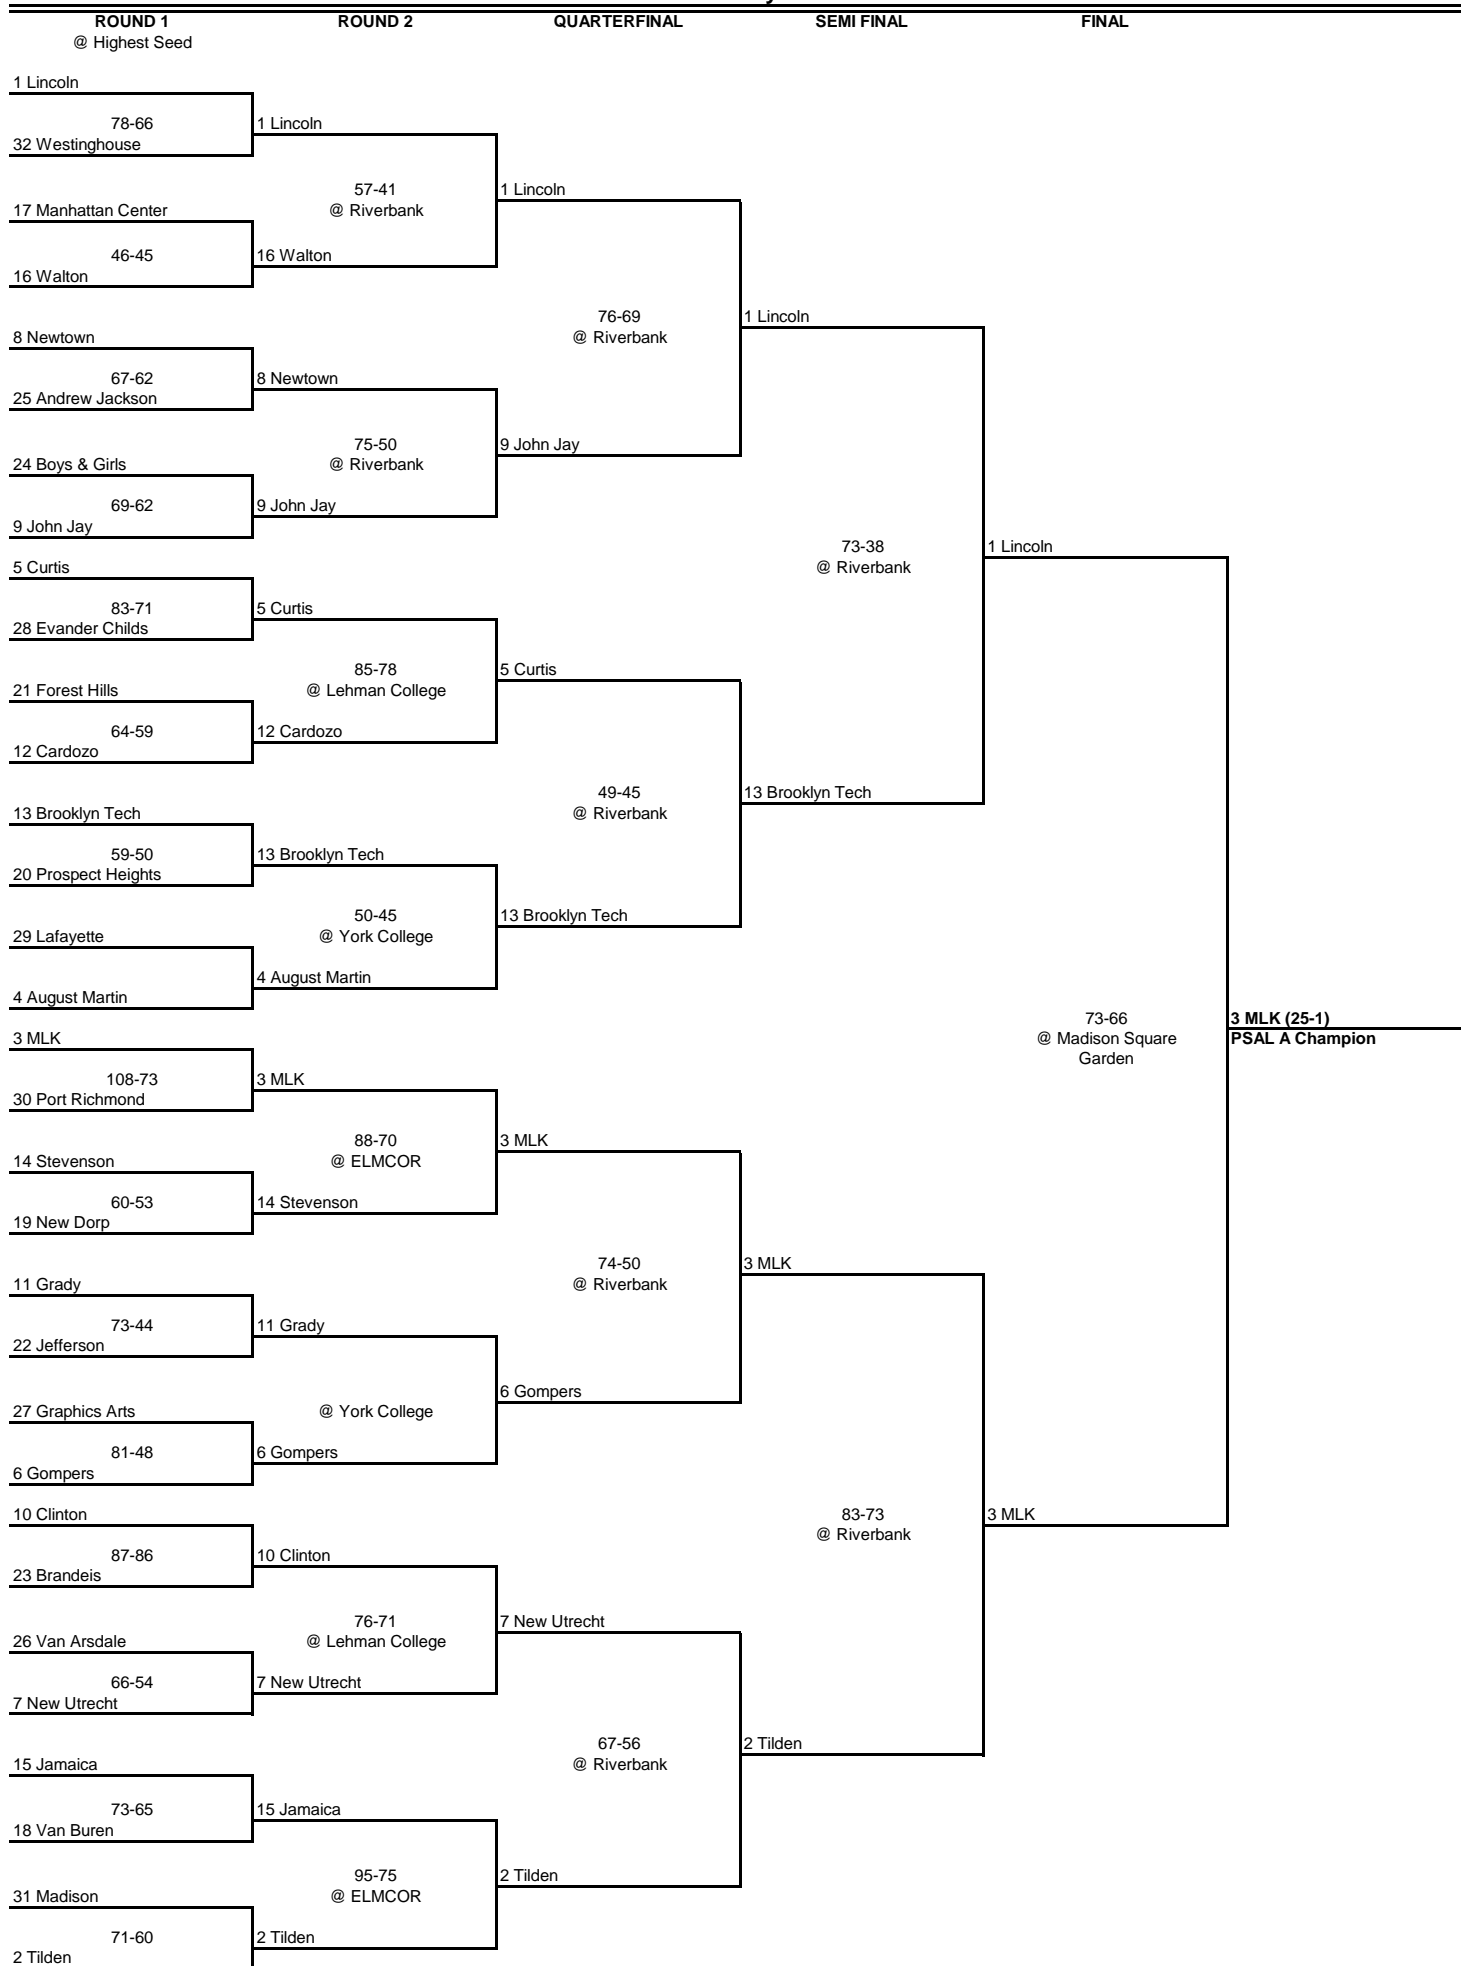 ROUND 1 ROUND 2 QUARTERFINAL SEMI FINAL FINAL
@ Highest Seed
1 Lincoln
78-66 1 Lincoln
32 Westinghouse
57-41 1 Lincoln
17 Manhattan Center @ Riverbank
46-45 16 Walton
16 Walton
76-69 1 Lincoln
8 Newtown @ Riverbank
67-62 8 Newtown
25 Andrew Jackson
75-50 9 John Jay
24 Boys & Girls @ Riverbank
69-62 9 John Jay
9 John Jay
73-38 1 Lincoln
5 Curtis @ Riverbank
83-71 5 Curtis
28 Evander Childs
85-78 5 Curtis
21 Forest Hills @ Lehman College
64-59 12 Cardozo
12 Cardozo
49-45 13 Brooklyn Tech
13 Brooklyn Tech @ Riverbank
59-50 13 Brooklyn Tech
20 Prospect Heights
50-45 13 Brooklyn Tech
29 Lafayette @ York College
4 August Martin
4 August Martin
73-66 3 MLK (25-1)
3 MLK @ Madison Square PSAL A Champion
Garden
108-73 3 MLK
30 Port Richmond
88-70 3 MLK
14 Stevenson @ ELMCOR
60-53 14 Stevenson
19 New Dorp
74-50 3 MLK
11 Grady @ Riverbank
73-44 11 Grady
22 Jefferson
6 Gompers
27 Graphics Arts @ York College
81-48 6 Gompers
6 Gompers
10 Clinton 83-73 3 MLK
@ Riverbank
87-86 10 Clinton
23 Brandeis
76-71 7 New Utrecht
26 Van Arsdale @ Lehman College
66-54 7 New Utrecht
7 New Utrecht
67-56 2 Tilden
15 Jamaica @ Riverbank
73-65 15 Jamaica
18 Van Buren
95-75 2 Tilden
31 Madison @ ELMCOR
71-60 2 Tilden
2 Tilden